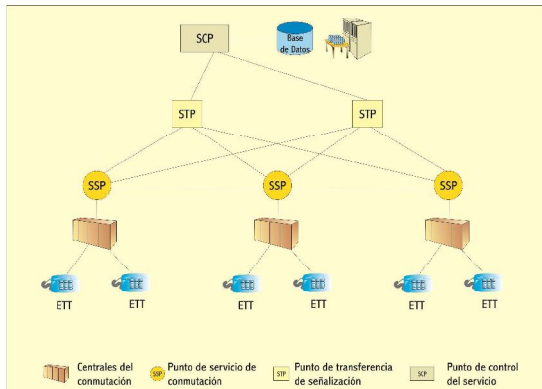 SCP
Base
de Datos
STP STP
SSP SSP SSP
ETT ETT ETT ETT ETT ETT
Centrales del
conmutación
SSP
Punto de servicio de
conmutación
STP
Punto de transferencia
de señalización
SCP
Punto de control
del servicio